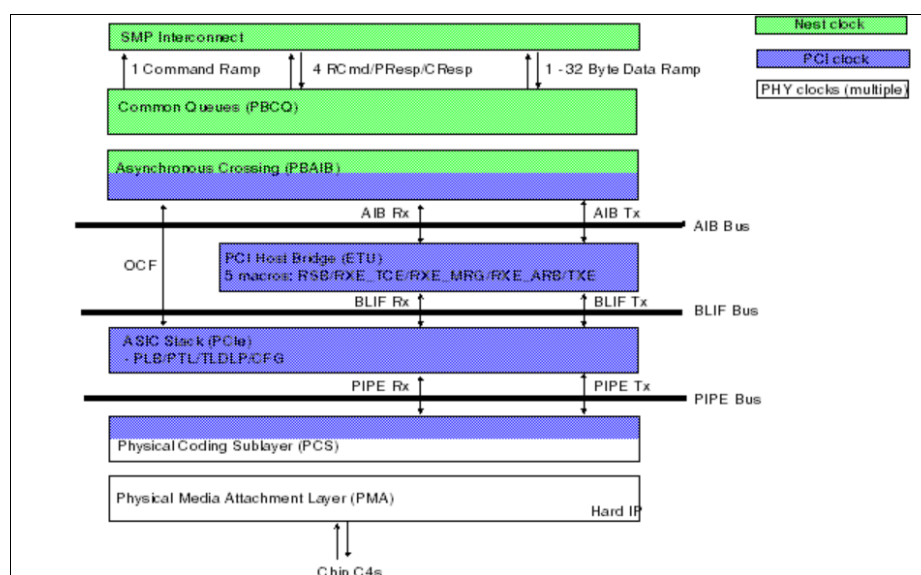 SMP Interconnect
Nest clock
1 Command Ramp
4 RCmd/PResp/CResp
1 - 32 Byte Data Ramp
PCI clock
PHY clocks (multiple)
Common Queues (PBCQ)
Asynchronous Crossing (PBAIB)
AIB Rx
AIB Tx
AIB Bus
OCF
PCI Host Bridge (ETU)
5 macros: RSB/RXE_TCE/RXE_MRG/RXE_ARB/TXE
BLIF Rx
BLIF Tx
BLIF Bus
ASIC Stack (PCIe)
- PLB/PTL/TLDLP/CFG
PIPE Rx
PIPE Tx
PIPE Bus
Physical Coding Sublayer (PCS)
Physical Media Attachment Layer (PMA)
Hard IP
Chip C4s